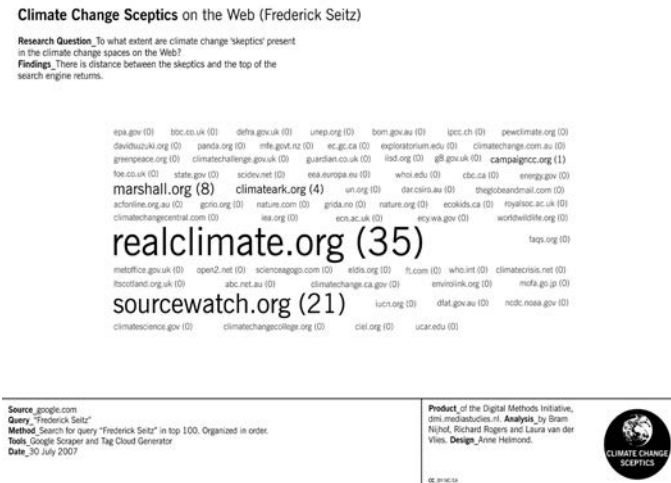 Climate Change Sceptics on the Web (Frederick Seitz)
Research Question_To what extent are climate change 'skeptics' present
in the climate change spaces on the Web?
Findings_There is distance between the skeptics and the top of the
search engine returns.
epa.gov (0) bbc.co.uk (0) defra.gov.uk (0) unep.org (0) bom.gov.au (0) ipcc.ch (0) pewclimate.org (0)
davidsuzuki.org (0) panda.org (0) mfe.govt.nz (0) ec.gc.ca (0) exploratorium.edu (0) climatechange.com.au (0)
greenpeace.org (0) climatechallenge.gov.uk (0) guardian.co.uk (0) iisd.org (0) g8.gov.uk (0) campaigncc.org (1)
foe.co.uk (0) state.gov (0) scidev.net (0) eea.europa.eu (0) whoi.edu (0) cbc.ca (0) energy.gov (0)
marshall.org (8) climateark.org (4) un.org (0) dar.csiro.au (0) theglobeandmail.com (0)
acfonline.org.au (0) gcrio.org (0) nature.com (0) grida.no (0) nature.org (0) ecokids.ca (0) royalsoc.ac.uk (0)
climatechangecentral.com (0) iea.org (0) ecn.ac.uk (0) ecy.wa.gov (0) worldwildlife.org (0)
realclimate.org (35) faqs.org (0)
metoffice.gov.uk (0) open2.net (0) scienceagogo.com (0) eldis.org (0) ft.com (0) who.int (0) climatecrisis.net (0)
itscotland.org.uk (0) abc.net.au (0) climatechange.ca.gov (0) envirolink.org (0) mofa.go.jp (0)
sourcewatch.org (21) iucn.org (0) dfat.gov.au (0) ncdc.noaa.gov (0)
climatescience.gov (0) climatechangecollege.org (0) ciel.org (0) ucar.edu (0)
Source_google.com
Query_"Frederick Seitz"
Method_Search for query "Frederick Seitz" in top 100. Organized in order.
Tools_Google Scraper and Tag Cloud Generator
Date_30 July 2007
Product_of the Digital Methods Initiative,
dmi.mediastudies.nl. Analysis_by Bram
Nijhof, Richard Rogers and Laura van der
Vlies. Design_Anne Helmond.
CC_BY-NC-SA
CLIMATE CHANGE
SCEPTICS